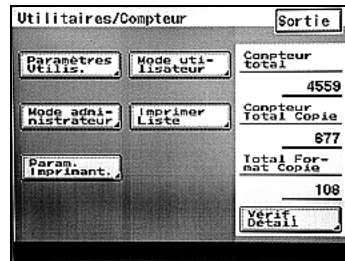 Utilitaires/Compteur
Sortie
Paramètres
Utilis.
Mode uti-
lisateur
Mode admi-
nistrateur
Imprimer
Liste
Param.
Imprimant.
Compteur
total
4559
Compteur
Total Copie
677
Total For-
mat Copie
106
Vérif.
Détail